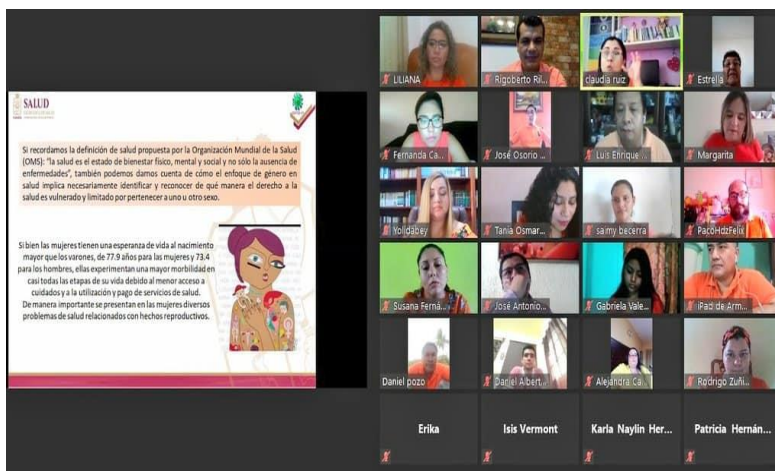 SALUD
Si recordamos la definición de salud propuesta por la Organización Mundial de la Salud
(OMS): "la salud es el estado de bienestar físico, mental y social y no sólo la ausencia de
enfermedades", también podemos darnos cuenta de cómo el enfoque de género en
salud implica necesariamente identificar y reconocer de qué manera el derecho a la
salud es vulnerado y limitado por pertenecer a uno u otro sexo.
Si bien las mujeres tienen una esperanza de vida al nacimiento
mayor que los varones, de 77.9 años para las mujeres y 73.4
para los hombres, ellas experimentan una mayor morbilidad en
casi todas las etapas de su vida debido al menor acceso a
cuidados y a la utilización y pago de servicios de salud.
De manera importante se presentan en las mujeres diversos
problemas de salud relacionados con hechos reproductivos.
LILIANA
Rigoberto Ril...
claudia ruiz
Estrella
Fernanda Ca...
José Osorio ...
Luis Enrique ...
Margarita
Yolidabey
Tania Osmar...
saimy becerra
PacoHdzFelix
Susana Ferná...
José Antonio...
Gabriela Vale...
iPad de Arm...
Daniel pozo
Daniel Albert...
Alejandra Ca...
Rodrigo Zuñi...
Erika
Isis Vermont
Karla Naylin Her...
Patricia Hernán...